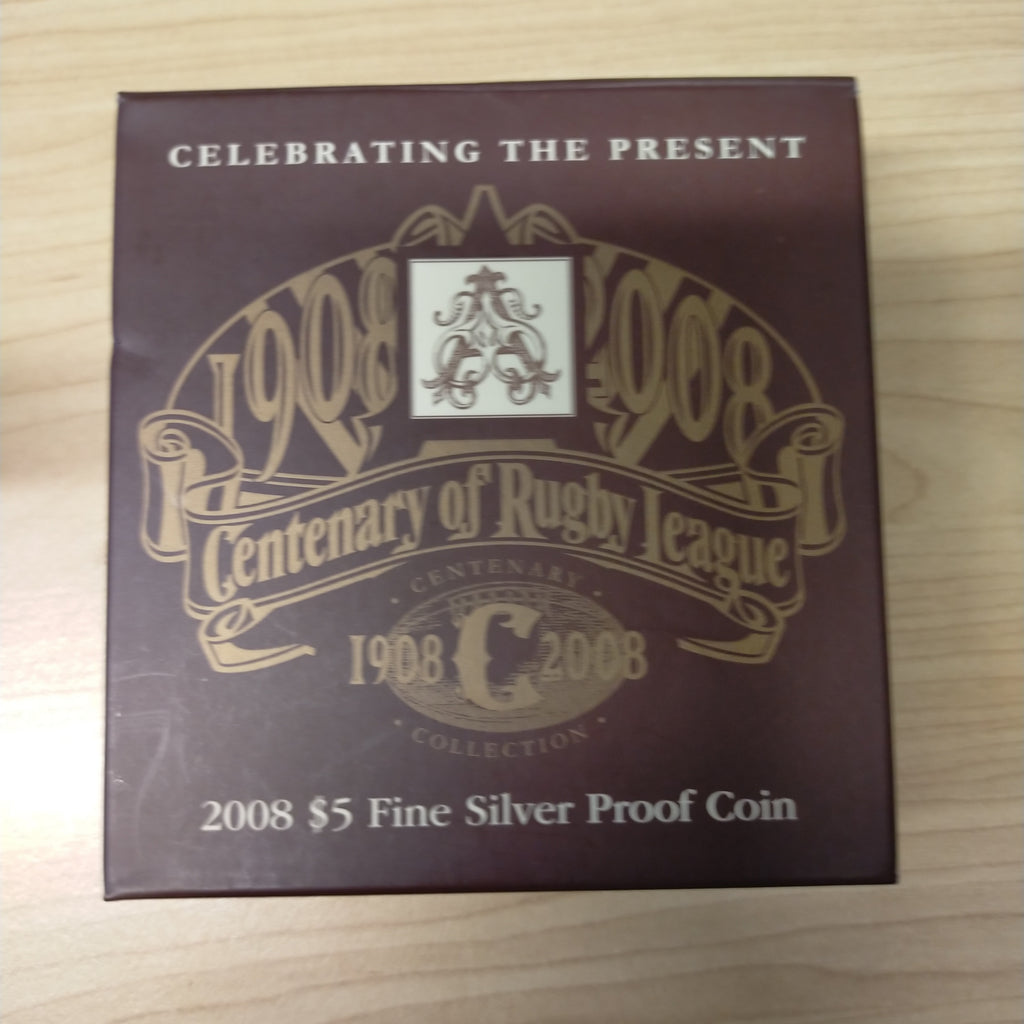 CELEBRATING THE PRESENT
1908 2008
Centenary of Rugby League
CENTENARY
1908 C 2008
COLLECTION
2008 $5 Fine Silver Proof Coin